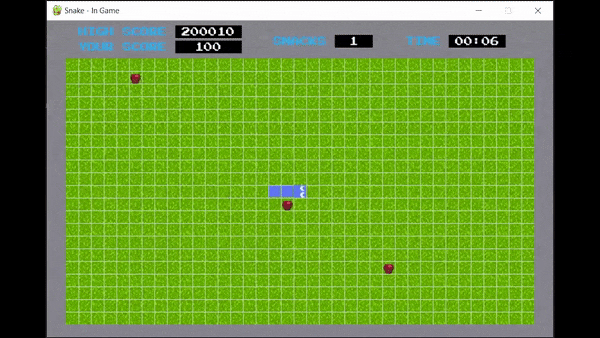 Snake - In Game
HIGH SCORE 200010
YOUR SCORE 100
SNACKS 1
TIME 00:06